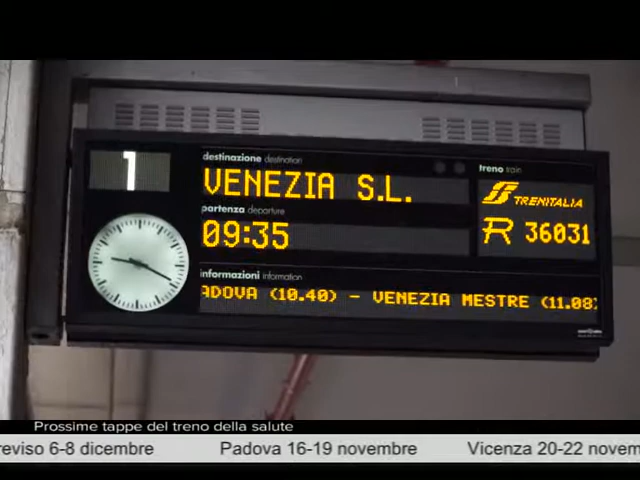 1
destinazione destination
VENEZIA S.L.
treno train
TRENITALIA
partenza departure
09:35
R 36031
informazioni information
ADOVA (10.40) - VENEZIA MESTRE (11.08)
Prossime tappe del treno della salute
reviso 6-8 dicembre Padova 16-19 novembre Vicenza 20-22 novem